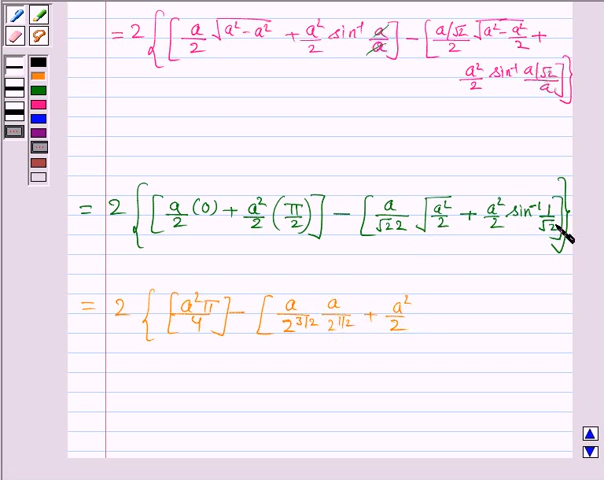 = 2 { [ a/2 √(a² - a²) + a²/2 sin⁻¹ a/a ] - [ (a/√2)/2 √(a² - a²/2) +
a²/2 sin⁻¹ (a/√2)/a ] }
= 2 { [ a/2 (0) + a²/2 (π/2) ] - [ a/(√2 2) √(a²/2) + a²/2 sin⁻¹ 1/√2 ] }
= 2 { [ a²π/4 ] - [ a/2^(3/2) a/2^(1/2) + a²/2